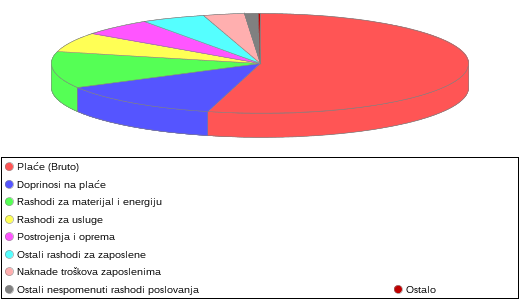 Plaće (Bruto)
Doprinosi na plaće
Rashodi za materijal i energiju
Rashodi za usluge
Postrojenja i oprema
Ostali rashodi za zaposlene
Naknade troškova zaposlenima
Ostali nespomenuti rashodi poslovanja
Ostalo